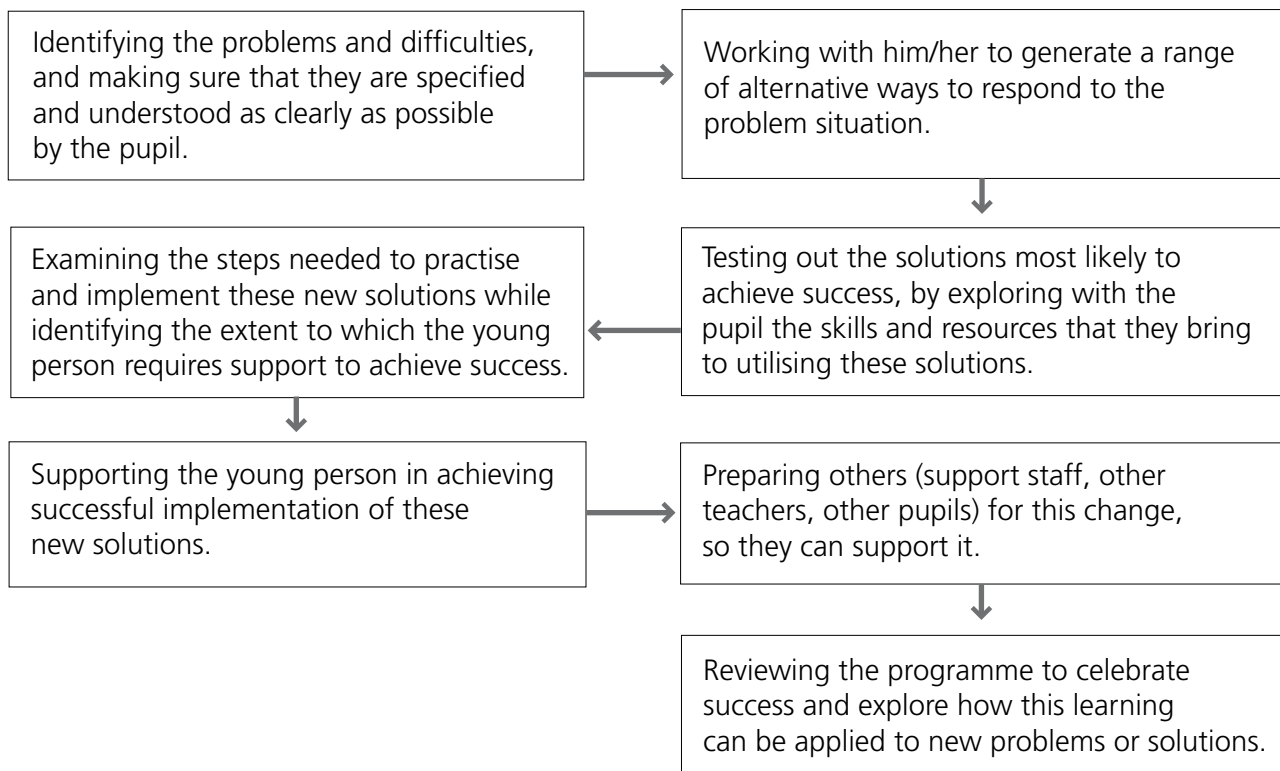 Identifying the problems and difficulties,
and making sure that they are specified
and understood as clearly as possible
by the pupil.
Working with him/her to generate a range
of alternative ways to respond to the
problem situation.
Testing out the solutions most likely to
achieve success, by exploring with the
pupil the skills and resources that they bring
to utilising these solutions.
Examining the steps needed to practise
and implement these new solutions while
identifying the extent to which the young
person requires support to achieve success.
Supporting the young person in achieving
successful implementation of these
new solutions.
Preparing others (support staff, other
teachers, other pupils) for this change,
so they can support it.
Reviewing the programme to celebrate
success and explore how this learning
can be applied to new problems or solutions.